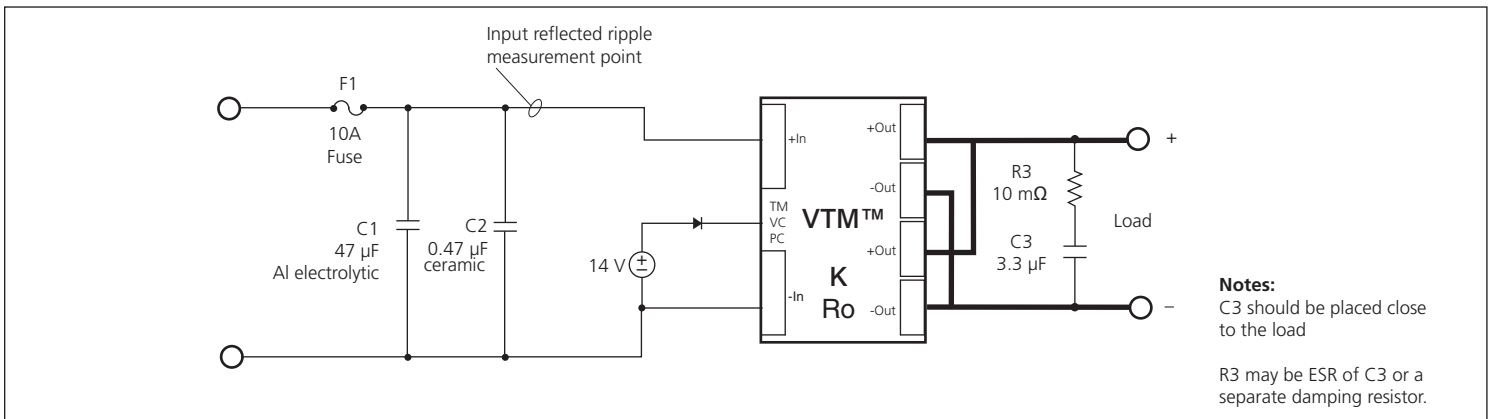 Input reflected ripple
measurement point
F1
10A
Fuse
C1
47 µF
Al electrolytic
C2
0.47 µF
ceramic
14 V
+In
TM
VC
PC
-In
VTM™
K
Ro
+Out
-Out
+Out
-Out
+
R3
10 mΩ
Load
C3
3.3 µF
–
Notes:
C3 should be placed close
to the load
R3 may be ESR of C3 or a
separate damping resistor.